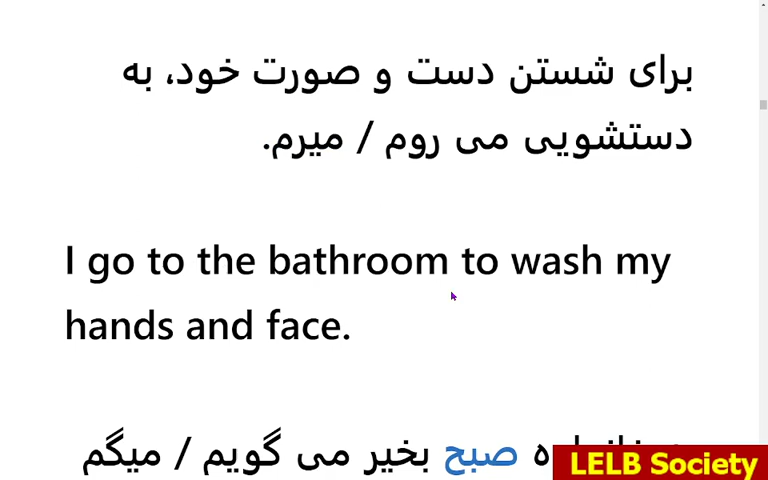 برای شستن دست و صورت خود، به
دستشویی می روم / میرم.
I go to the bathroom to wash my
hands and face.
صبح بخیر می گویم / میگم
LELB Society